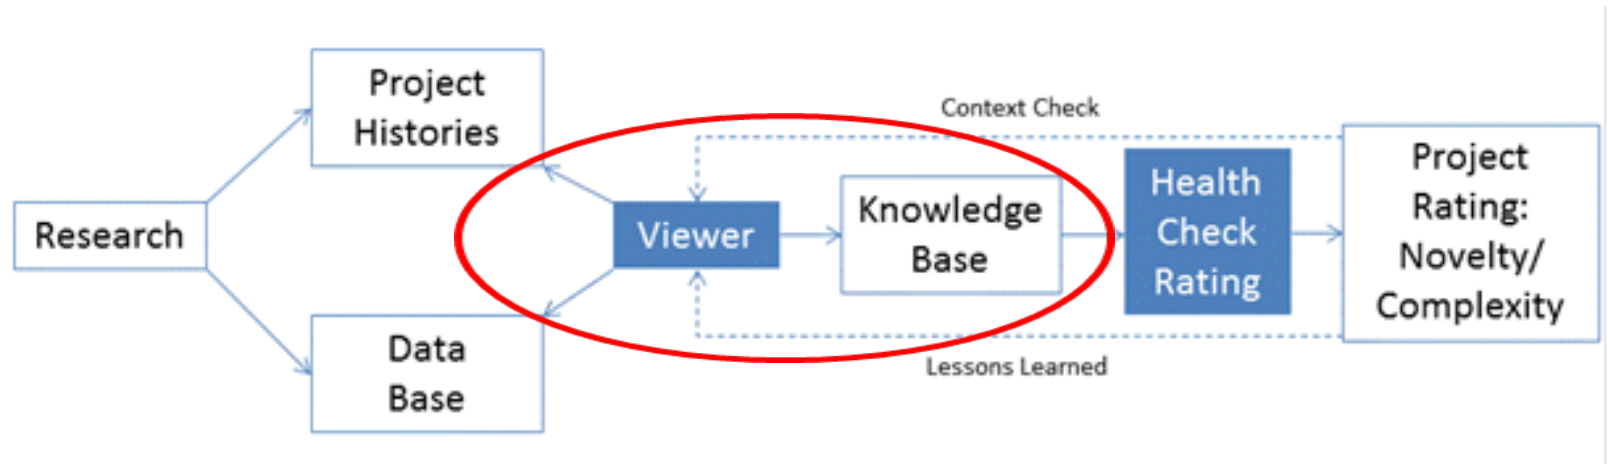 Project
Histories
Research
Data
Base
Viewer
Knowledge
Base
Context Check
Lessons Learned
Health
Check
Rating
Project
Rating:
Novelty/
Complexity